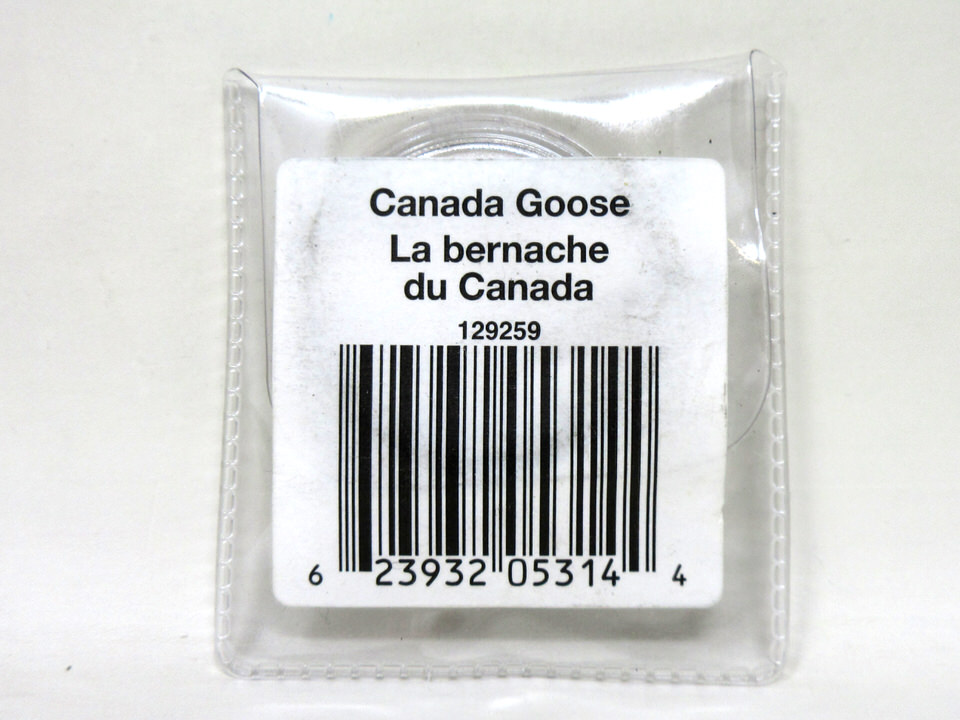 Canada Goose
La bernache
du Canada
129259
6 23932 05314 4